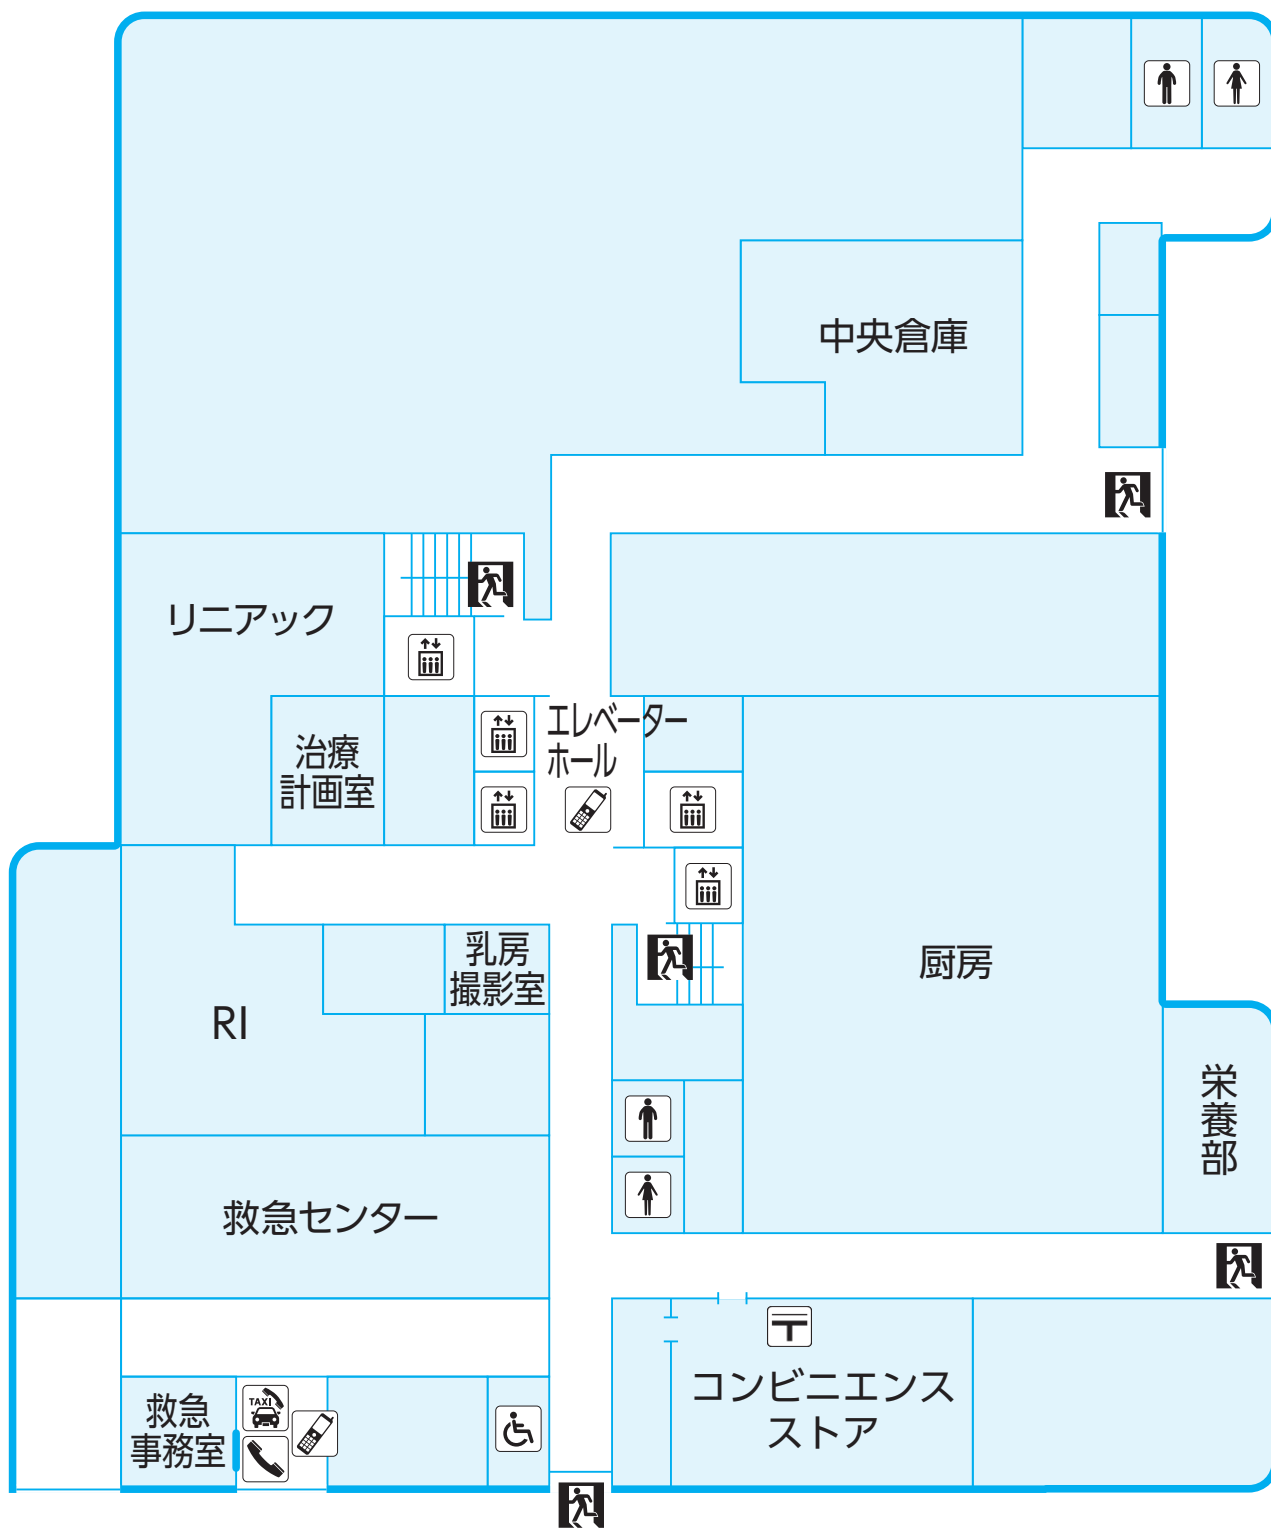 中央倉庫
リニアック
エレベーター
ホール
治療
計画室
乳房
撮影室
厨房
RI
栄
養
部
救急センター
コンビニエンス
ストア
救急
事務室
TAXI